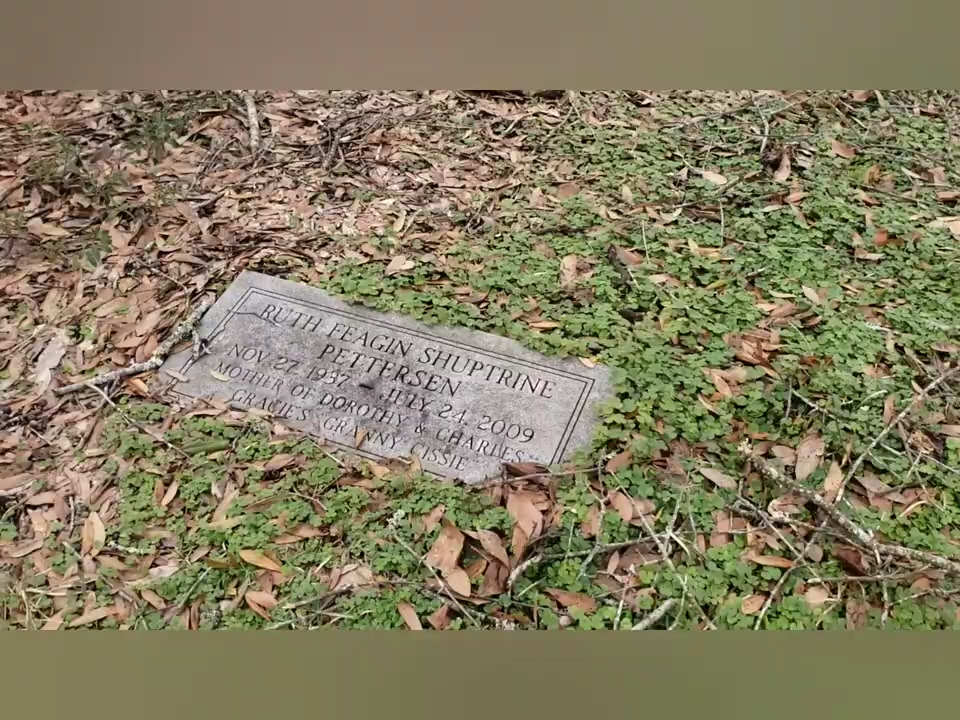 RUTH FEAGIN SHUPTRINE
PETTERSEN
NOV. 27, 1937 - JULY 24, 2009
MOTHER OF DOROTHY & CHARLES
GRACIE'S "GRANNY CISSIE"